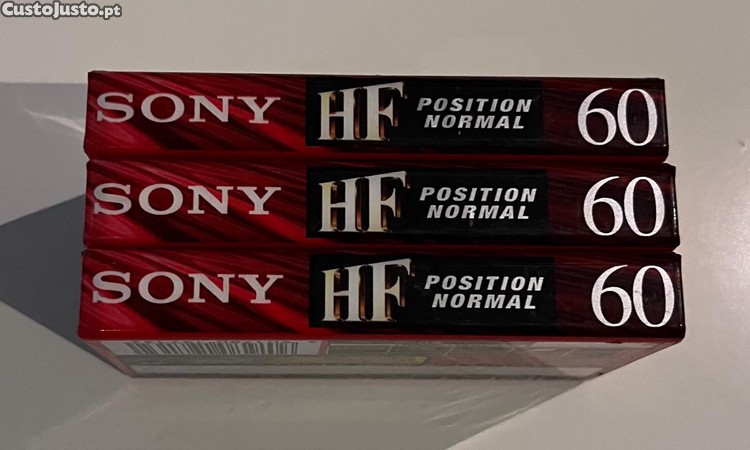 CustoJusto.pt
SONY HF POSITION NORMAL 60
SONY HF POSITION NORMAL 60
SONY HF POSITION NORMAL 60